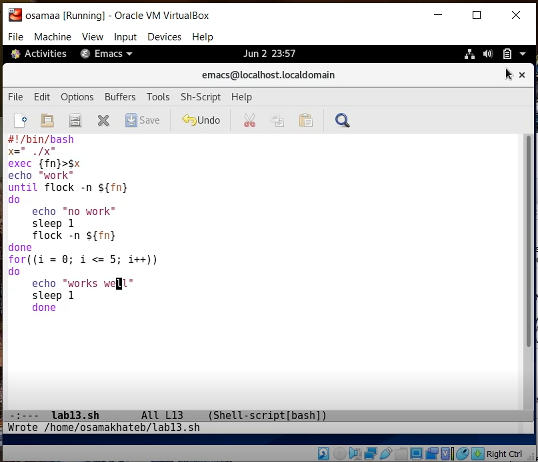 osamaa [Running] - Oracle VM VirtualBox
File Machine View Input Devices Help
Activities Emacs Jun 2 23:57
emacs@localhost.localdomain
File Edit Options Buffers Tools Sh-Script Help
Save Undo
#!/bin/bash
x=" ./x"
exec {fn}>$x
echo "work"
until flock -n ${fn}
do
    echo "no work"
    sleep 1
    flock -n ${fn}
done
for((i = 0; i <= 5; i++))
do
    echo "works well"
    sleep 1
    done
-:--- lab13.sh All L13 (Shell-script[bash])
Wrote /home/osamakhateb/lab13.sh
Right Ctrl